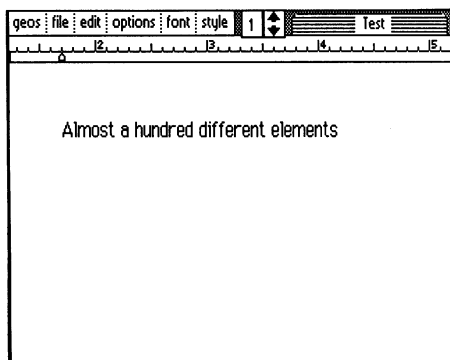 geos file edit options font style 1 Test
2 3 4 5
Almost a hundred different elements